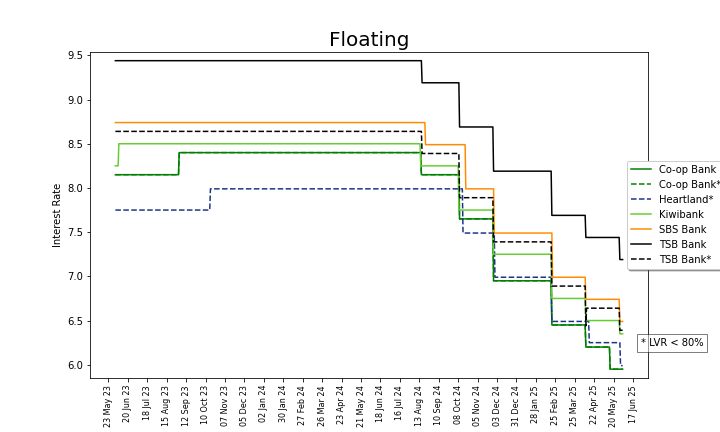 Floating
Interest Rate
9.5
9.0
8.5
8.0
7.5
7.0
6.5
6.0
23 May 23
20 Jun 23
18 Jul 23
15 Aug 23
12 Sep 23
10 Oct 23
07 Nov 23
05 Dec 23
02 Jan 24
30 Jan 24
27 Feb 24
26 Mar 24
23 Apr 24
21 May 24
18 Jun 24
16 Jul 24
13 Aug 24
10 Sep 24
08 Oct 24
05 Nov 24
03 Dec 24
31 Dec 24
28 Jan 25
25 Feb 25
25 Mar 25
22 Apr 25
20 May 25
17 Jun 25
Co-op Bank
Co-op Bank*
Heartland*
Kiwibank
SBS Bank
TSB Bank
TSB Bank*
* LVR < 80%